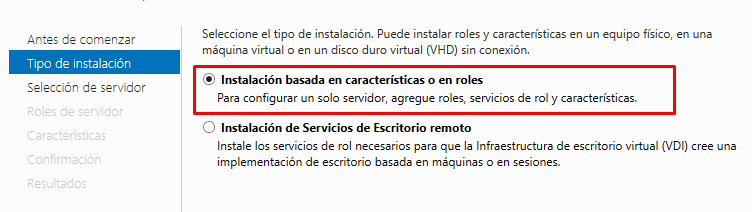 Antes de comenzar
Tipo de instalación
Selección de servidor
Roles de servidor
Características
Confirmación
Resultados
Seleccione el tipo de instalación. Puede instalar roles y características en un equipo físico, en una
máquina virtual o en un disco duro virtual (VHD) sin conexión.
Instalación basada en características o en roles
Para configurar un solo servidor, agregue roles, servicios de rol y características.
Instalación de Servicios de Escritorio remoto
Instale los servicios de rol necesarios para que la Infraestructura de escritorio virtual (VDI) cree una
implementación de escritorio basada en máquinas o en sesiones.